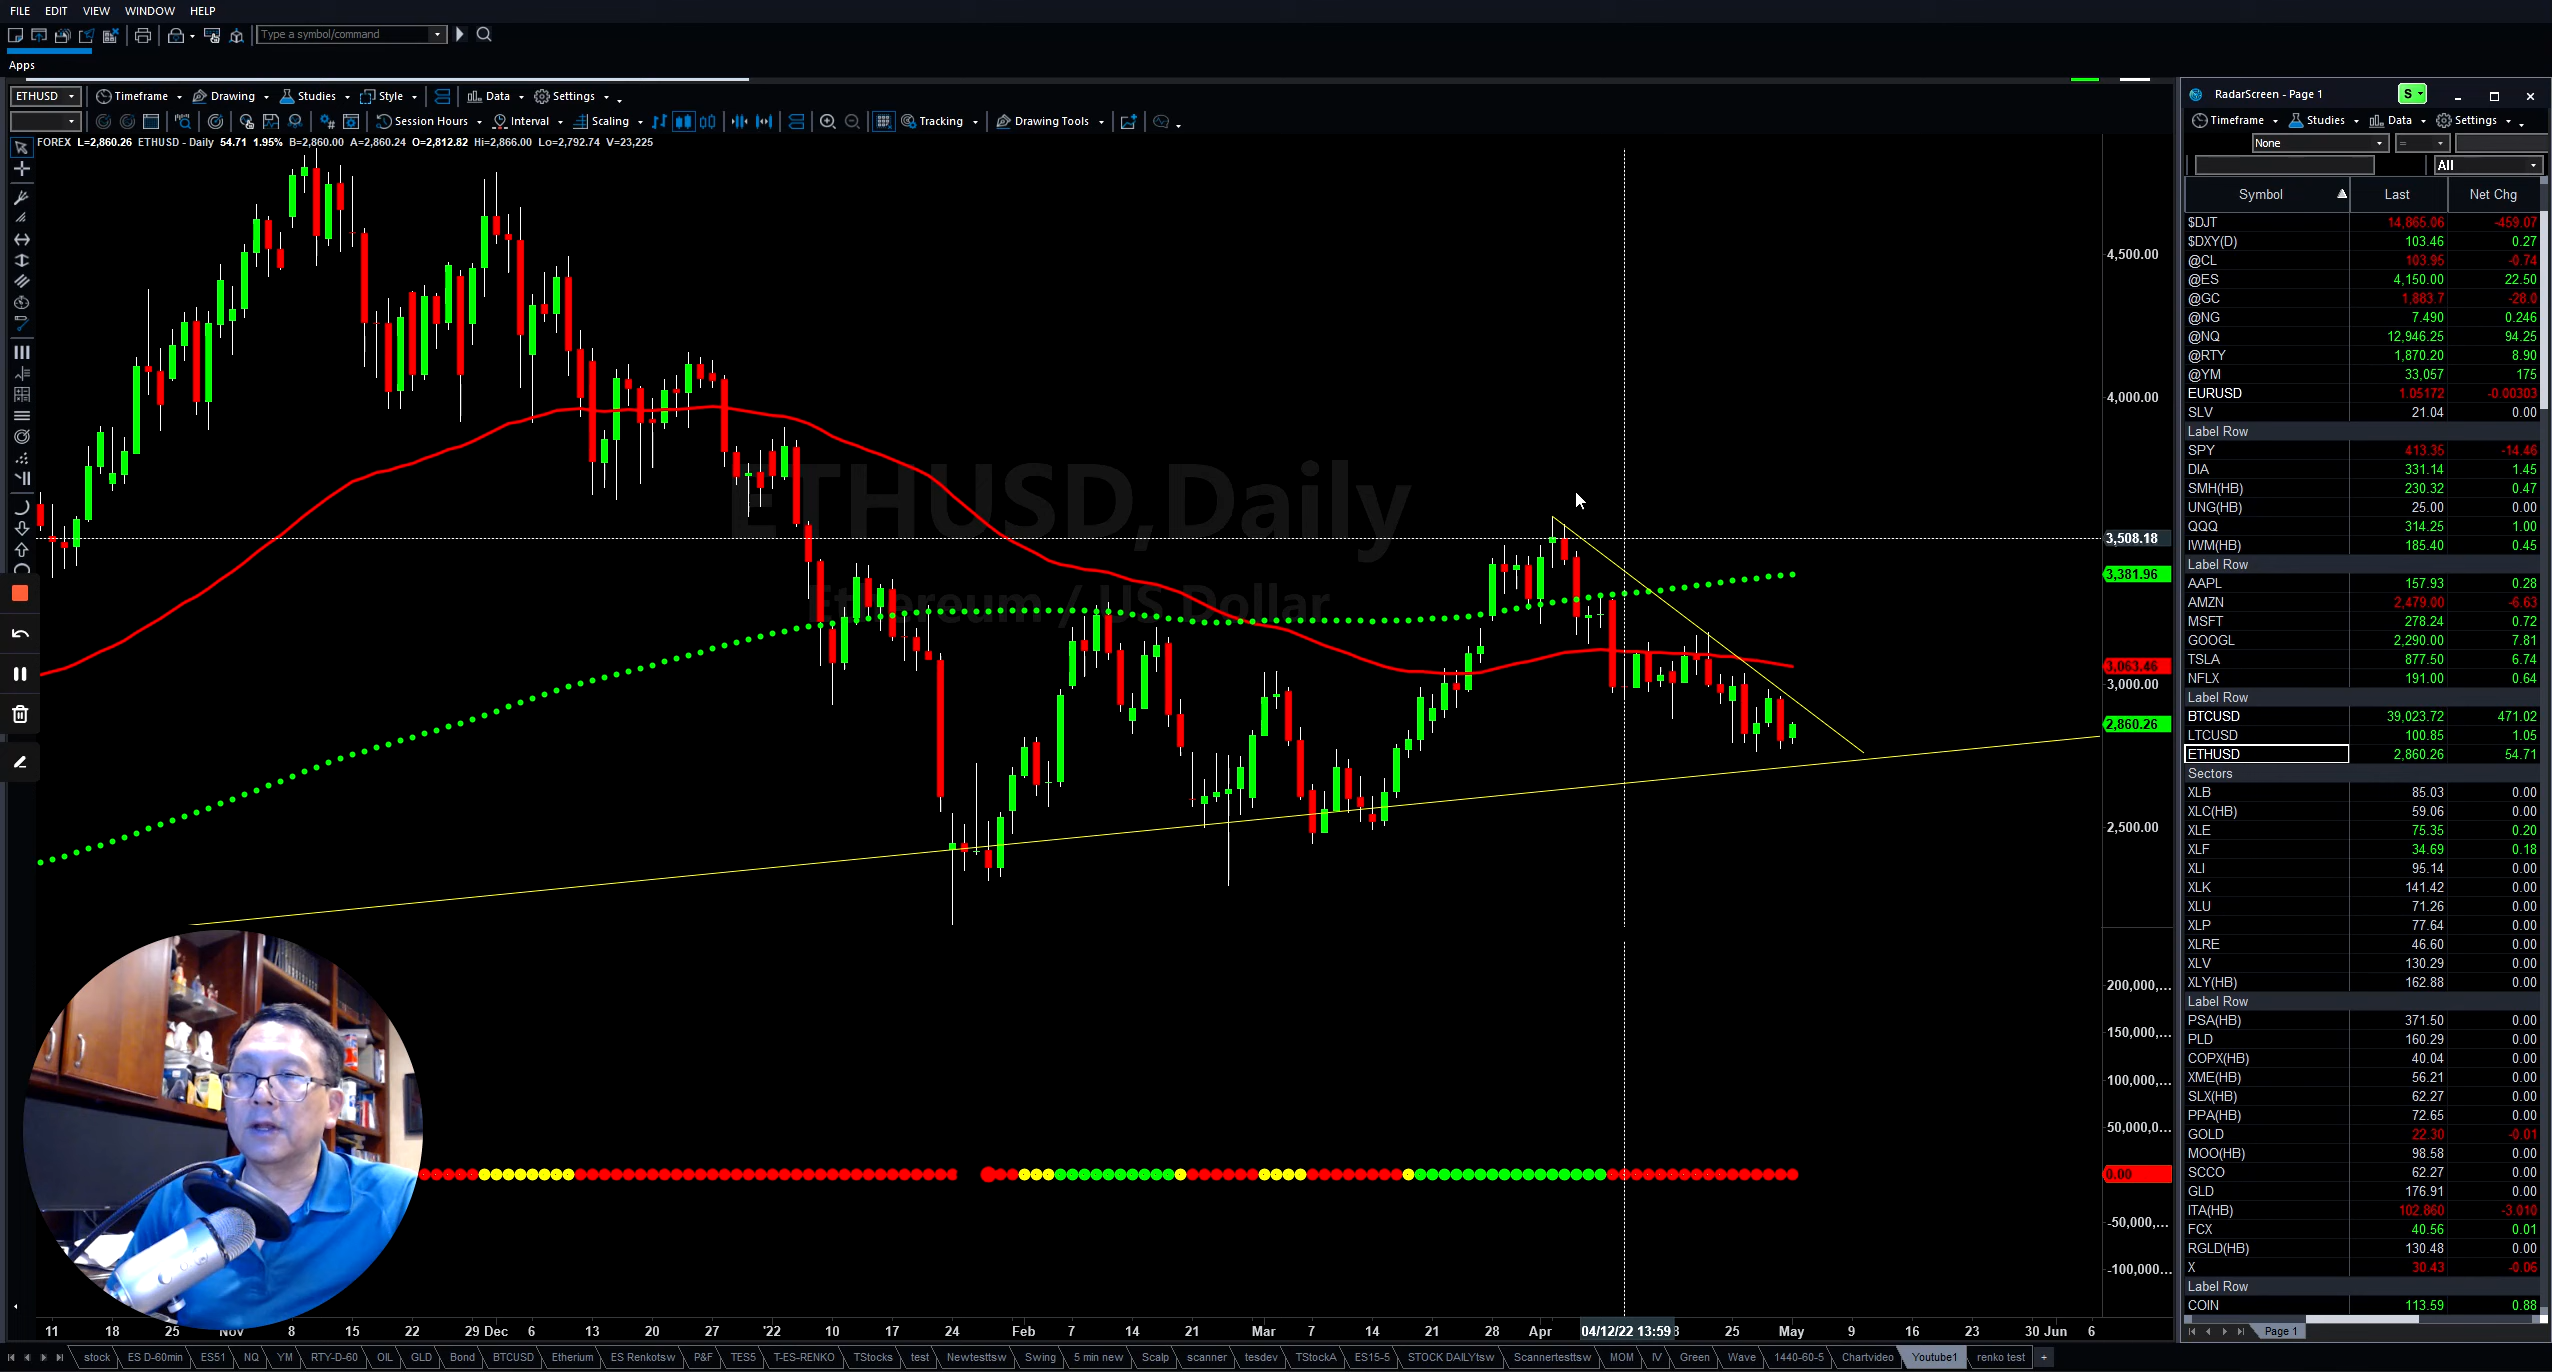 FILE EDIT VIEW WINDOW HELP
Type a symbol/command
Apps
ETHUSD Timeframe Drawing Studies Style Data Settings
Session Hours Interval Scaling Tracking Drawing Tools
FOREX L=2,860.26 ETHUSD - Daily 54.71 1.95% B=2,860.00 A=2,860.24 O=2,812.82 Hi=2,866.00 Lo=2,792.74 V=23,225
ETHUSD,Daily
Ethereum / US Dollar
4,500.00
4,000.00
3,508.18
3,381.96
3,063.46
3,000.00
2,860.26
2,500.00
200,000,...
150,000,...
100,000,...
50,000,0...
0.00
-50,000,...
-100,000...
11 18 25 Nov 8 15 22 29 Dec 6 13 20 27 '22 10 17 24 Feb 7 14 21 Mar 7 14 21 28 Apr 04/12/22 13:59 25 May 9 16 23 30 Jun 6
RadarScreen - Page 1
S
Timeframe Studies Data Settings
None =
All
Symbol Last Net Chg
$DJT 14,865.06 -459.07
$DXY(D) 103.46 0.27
@CL 103.95 -0.74
@ES 4,150.00 22.50
@GC 1,883.7 -28.0
@NG 7.490 0.246
@NQ 12,946.25 94.25
@RTY 1,870.20 8.90
@YM 33,057 175
EURUSD 1.05172 -0.00303
SLV 21.04 0.00
Label Row
SPY 413.35 -14.46
DIA 331.14 1.45
SMH(HB) 230.32 0.47
UNG(HB) 25.00 0.00
QQQ 314.25 1.00
IWM(HB) 185.40 0.45
Label Row
AAPL 157.93 0.28
AMZN 2,479.00 -6.63
MSFT 278.24 0.72
GOOGL 2,290.00 7.81
TSLA 877.50 6.74
NFLX 191.00 0.64
Label Row
BTCUSD 39,023.72 471.02
LTCUSD 100.85 1.05
ETHUSD 2,860.26 54.71
Sectors
XLB 85.03 0.00
XLC(HB) 59.06 0.00
XLE 75.35 0.20
XLF 34.69 0.18
XLI 95.14 0.00
XLK 141.42 0.00
XLU 71.26 0.00
XLP 77.64 0.00
XLRE 46.60 0.00
XLV 130.29 0.00
XLY(HB) 162.88 0.00
Label Row
PSA(HB) 371.50 0.00
PLD 160.29 0.00
COPX(HB) 40.04 0.00
XME(HB) 56.21 0.00
SLX(HB) 62.27 0.00
PPA(HB) 72.65 0.00
GOLD 22.30 -0.01
MOO(HB) 98.58 0.00
SCCO 62.27 0.00
GLD 176.91 0.00
ITA(HB) 102.860 -3.010
FCX 40.56 0.01
RGLD(HB) 130.48 0.00
X 30.43 -0.06
Label Row
COIN 113.59 0.88
Page 1
stock ES D-60min ES51 NQ YM RTY-D-60 OIL GLD Bond BTCUSD Etherium ES Renkotsw P&F TES5 T-ES-RENKO TStocks test Newtesttsw Swing 5 min new Scalp scanner tesdev TStockA ES15-5 STOCK DAILYtsw Scannertesttsw MOM IV Green Wave 1440-60-5 Chartvideo Youtube1 renko test +